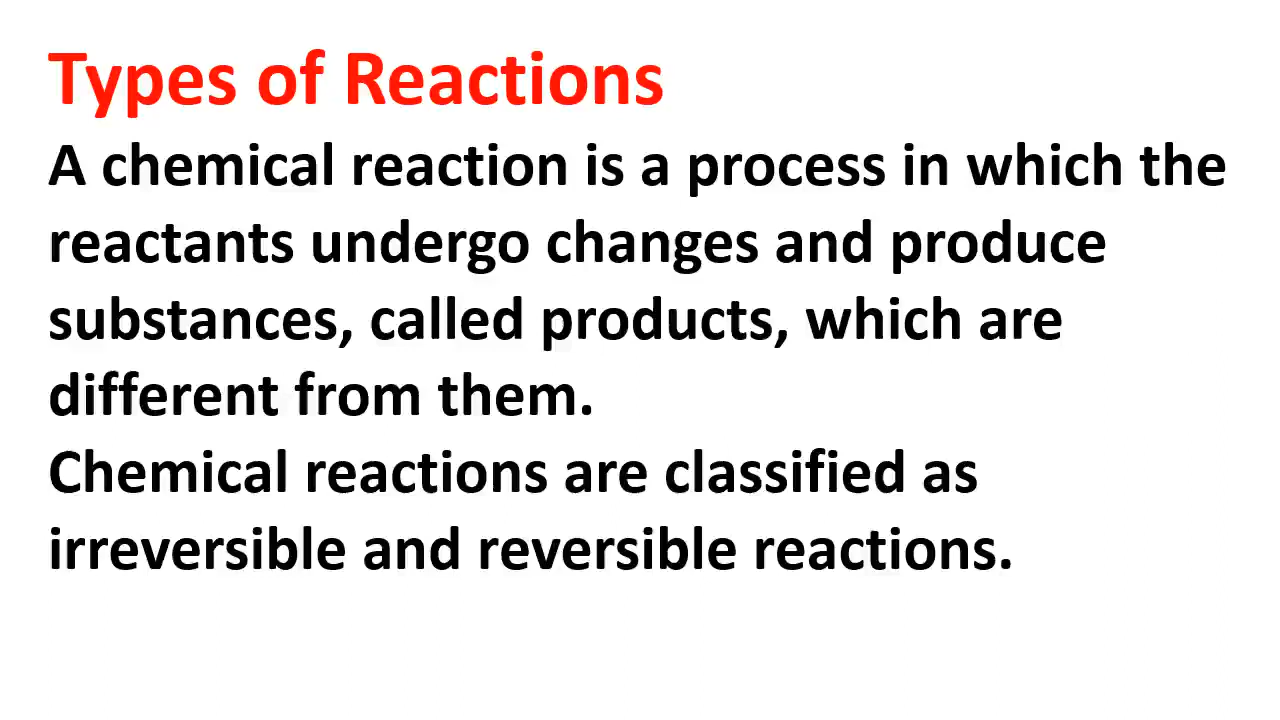 Types of Reactions
A chemical reaction is a process in which the
reactants undergo changes and produce
substances, called products, which are
different from them.
Chemical reactions are classified as
irreversible and reversible reactions.